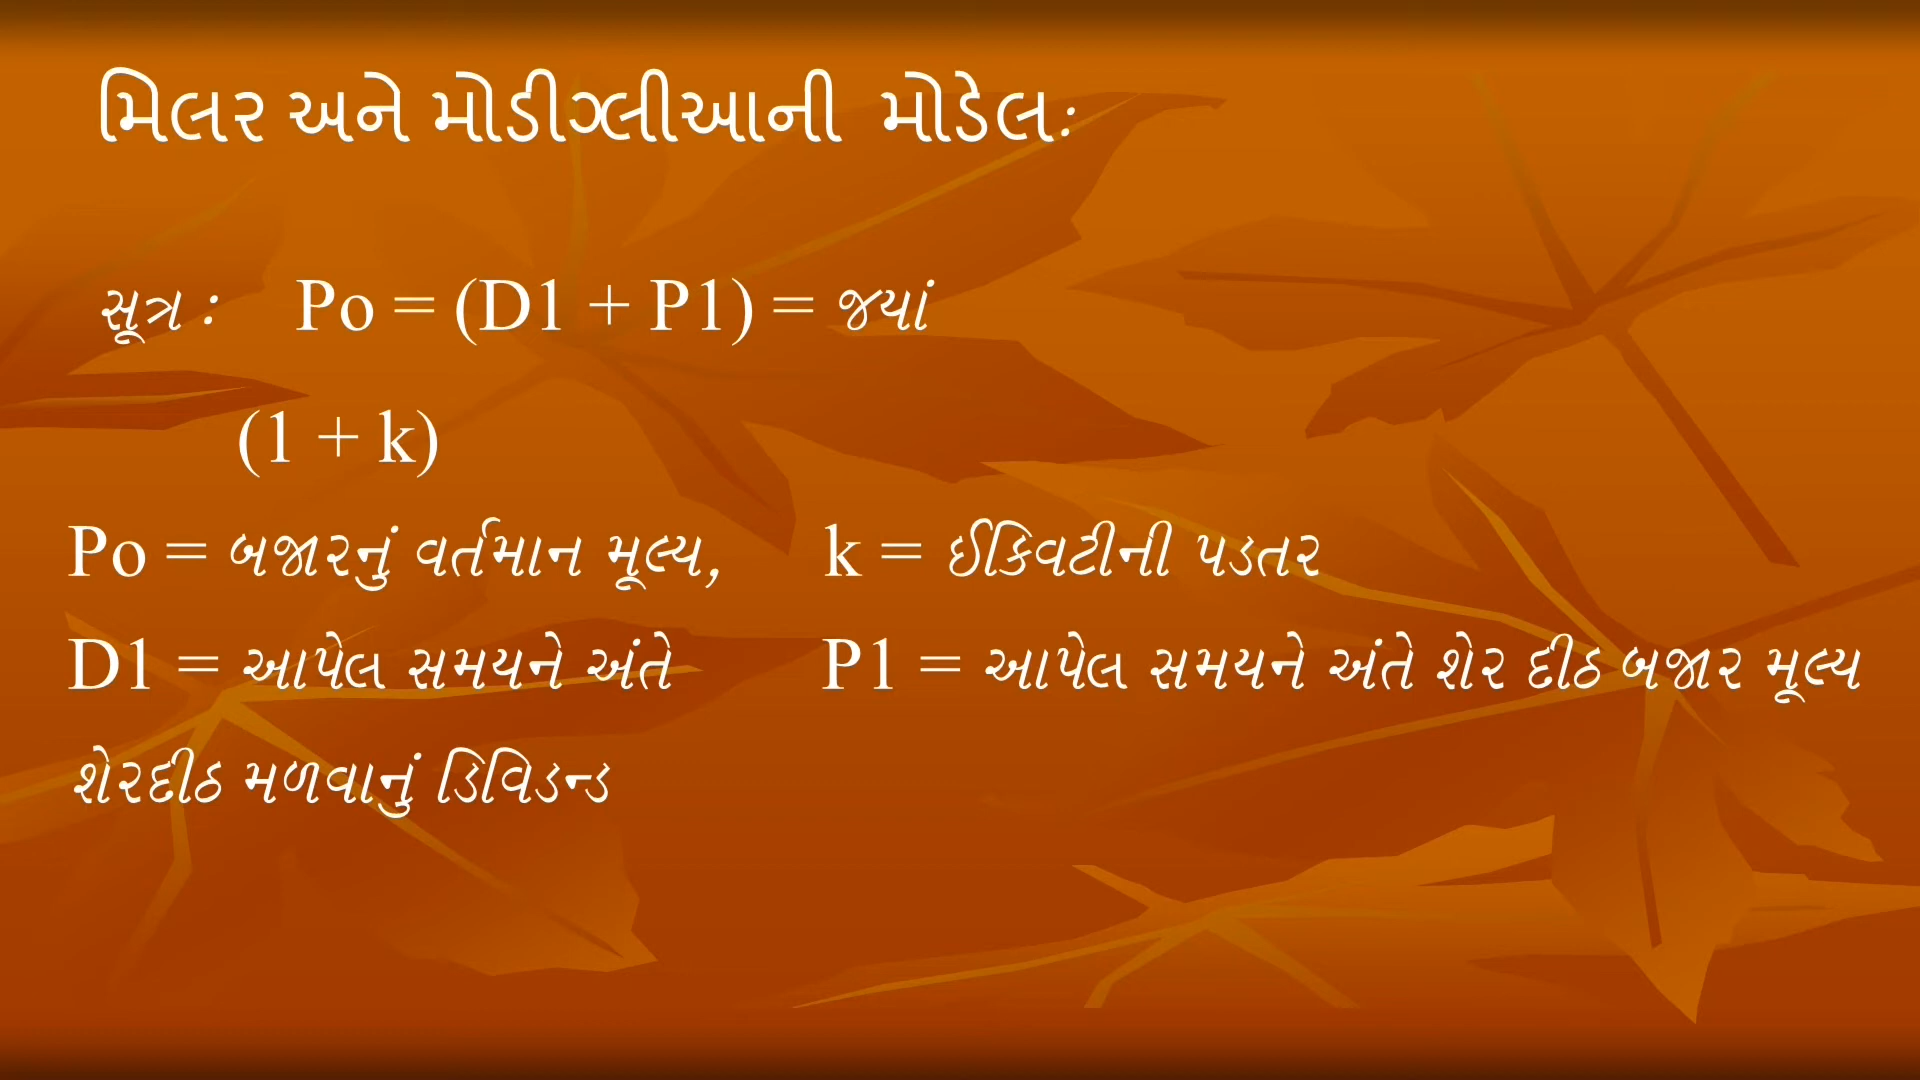 મિલર અને મોડીગ્લીઆની મોડેલઃ
સૂત્ર : Po = (D1 + P1) = જ્યાં
(1 + k)
Po = બજારનું વર્તમાન મૂલ્ય, k = ઈક્વિટીની પડતર
D1 = આપેલ સમયને અંતે P1 = આપેલ સમયને અંતે શેર દીઠ બજાર મૂલ્ય
શેરદીઠ મળવાનું ડિવિડન્ડ